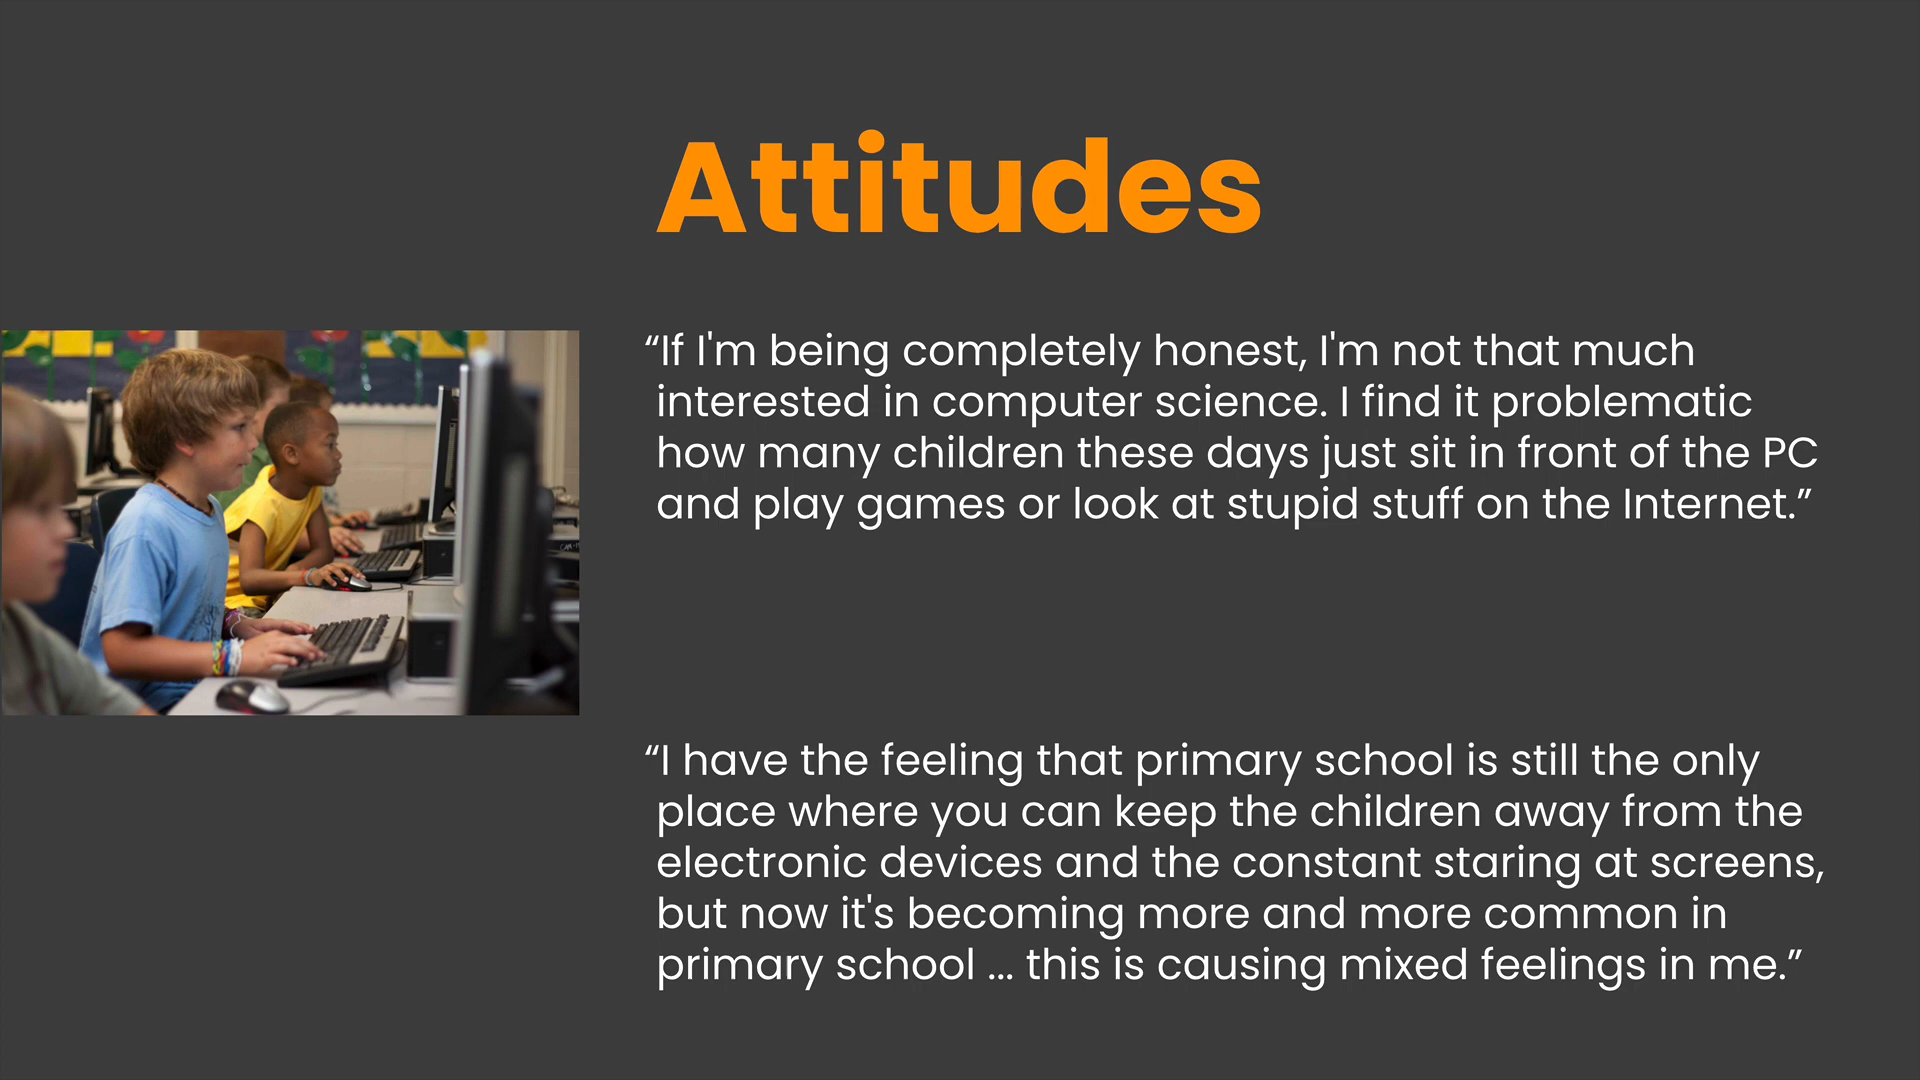 Attitudes
“If I'm being completely honest, I'm not that much
interested in computer science. I find it problematic
how many children these days just sit in front of the PC
and play games or look at stupid stuff on the Internet.”
“I have the feeling that primary school is still the only
place where you can keep the children away from the
electronic devices and the constant staring at screens,
but now it's becoming more and more common in
primary school ... this is causing mixed feelings in me.”